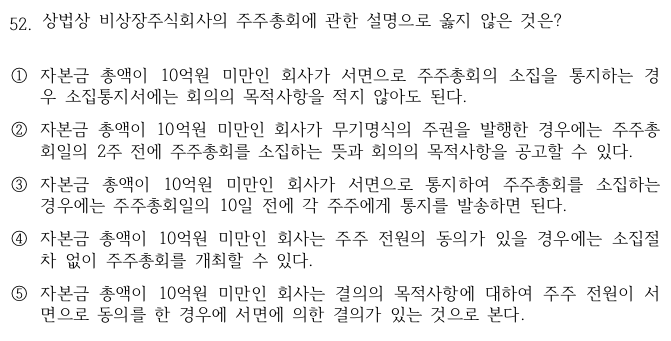 52. 상법상 비상장주식회사의 주주총회에 관한 설명으로 옳지 않은 것은?
① 자본금 총액이 10억원 미만인 회사가 서면으로 주주총회의 소집을 통지하는 경
우 소집통지서에는 회의의 목적사항을 적지 않아도 된다.
② 자본금 총액이 10억원 미만인 회사가 무기명식의 주권을 발행한 경우에는 주주총
회일의 2주 전에 주주총회를 소집하는 뜻과 회의의 목적사항을 공고할 수 있다.
③ 자본금 총액이 10억원 미만인 회사가 서면으로 통지하여 주주총회를 소집하는
경우에는 주주총회일의 10일 전에 각 주주에게 통지를 발송하면 된다.
④ 자본금 총액이 10억원 미만인 회사는 주주 전원의 동의가 있을 경우에는 소집절
차 없이 주주총회를 개최할 수 있다.
⑤ 자본금 총액이 10억원 미만인 회사는 결의의 목적사항에 대하여 주주 전원이 서
면으로 동의를 한 경우에 서면에 의한 결의가 있는 것으로 본다.